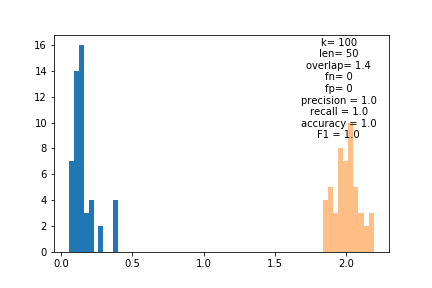 k= 100
len= 50
overlap= 1.4
fn= 0
fp= 0
precision = 1.0
recall = 1.0
accuracy = 1.0
F1 = 1.0
16
14
12
10
8
6
4
2
0
0.0 0.5 1.0 1.5 2.0